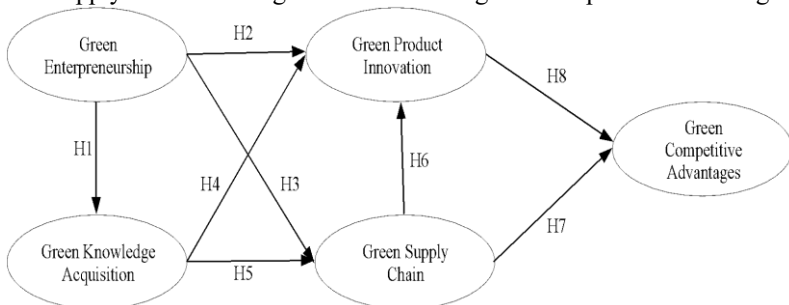 Green
Enterpreneurship
H2
Green Product
Innovation
H8
H1
H4
H3
H6
Green
Competitive
Advantages
H7
Green Knowledge
Acquisition
H5
Green Supply
Chain